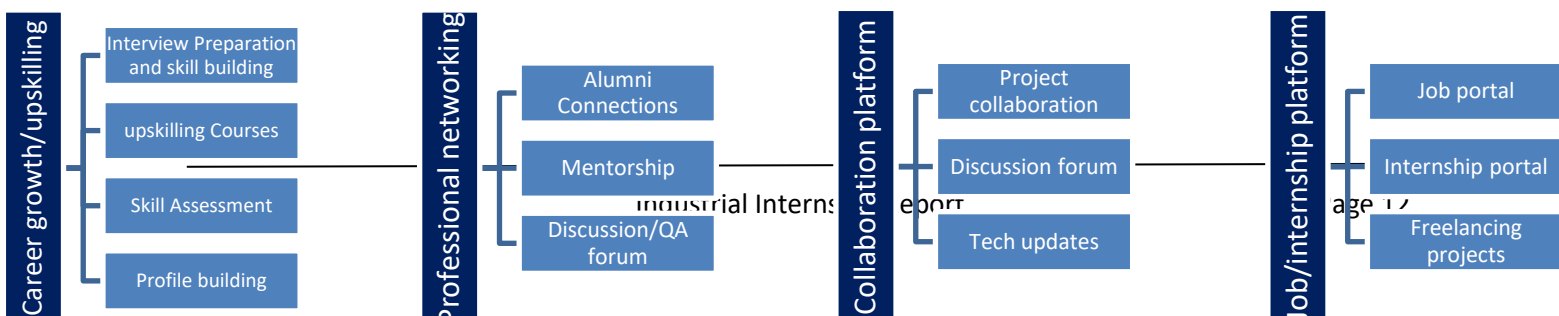 Career growth/upskilling
Interview Preparation
and skill building
upskilling Courses
Skill Assessment
Profile building
Professional networking
Alumni
Connections
Mentorship
Discussion/QA
forum
Collaboration platform
Project
collaboration
Discussion forum
Tech updates
Job/internship platform
Job portal
Internship portal
Freelancing
projects
Industrial